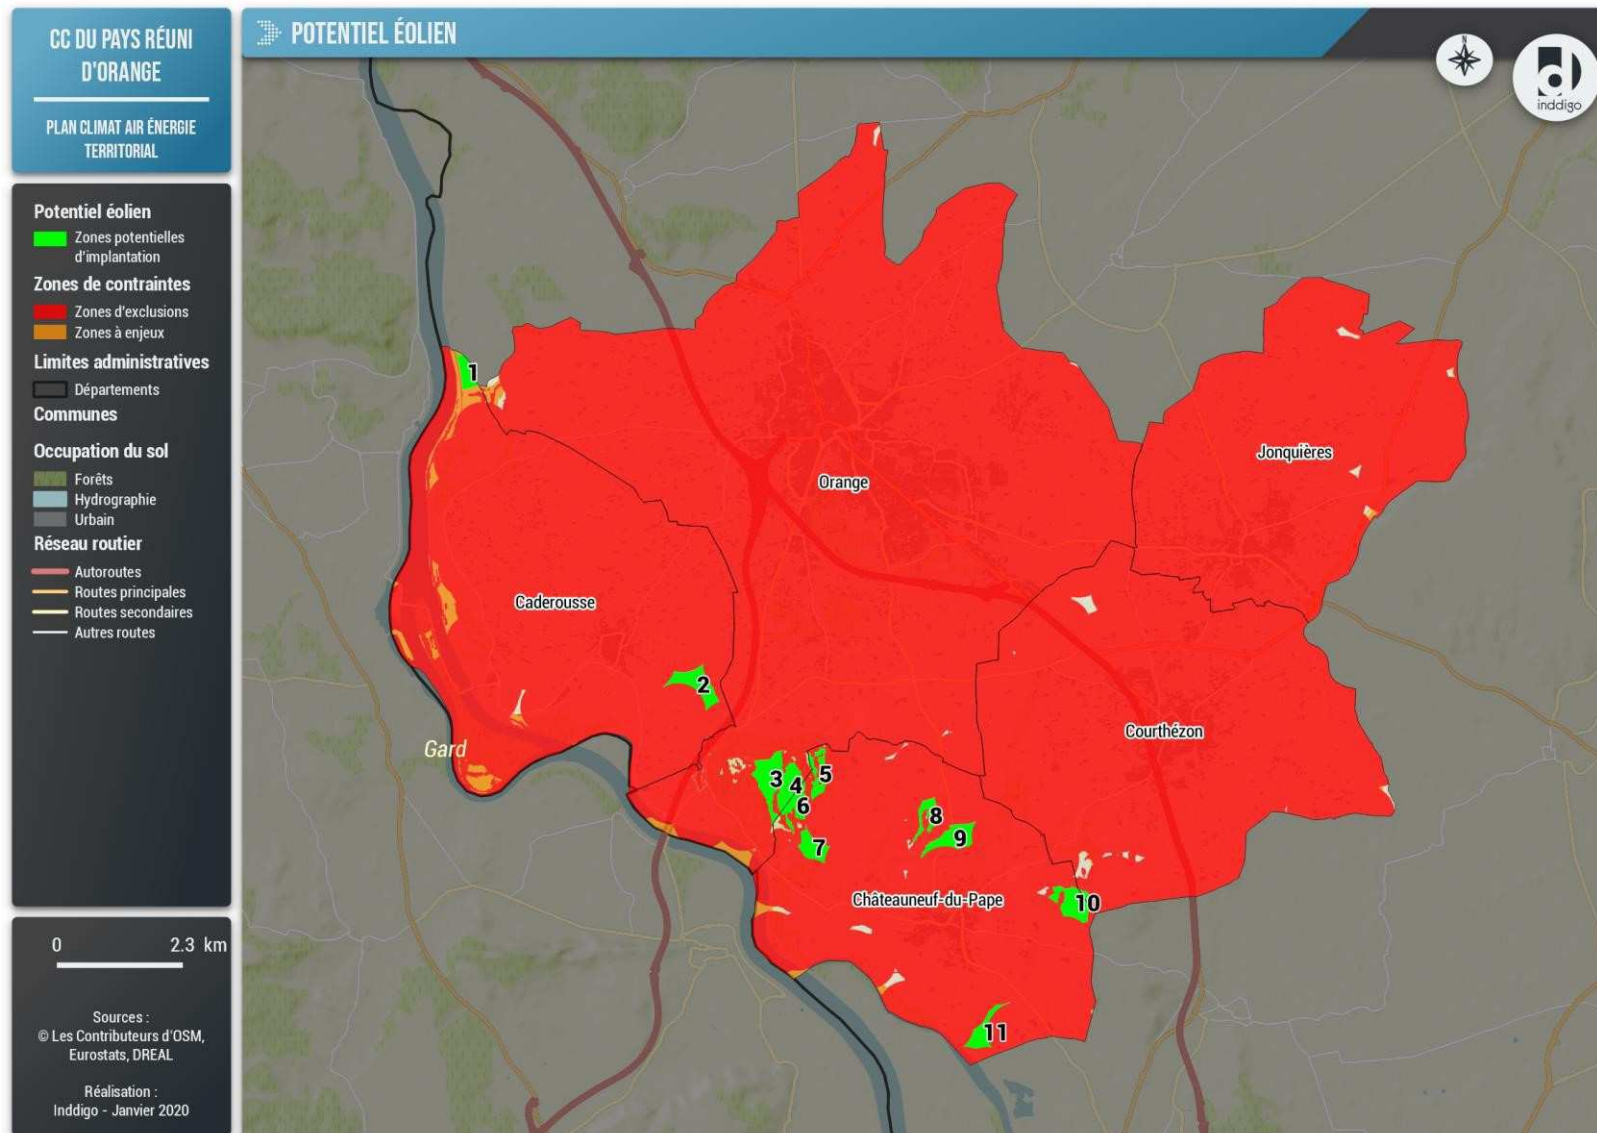 CC DU PAYS RÉUNI
D'ORANGE
PLAN CLIMAT AIR ÉNERGIE
TERRITORIAL
POTENTIEL ÉOLIEN
N
inddigo
Potentiel éolien
Zones potentielles
d'implantation
Zones de contraintes
Zones d'exclusions
Zones à enjeux
Limites administratives
Départements
Communes
Occupation du sol
Forêts
Hydrographie
Urbain
Réseau routier
Autoroutes
Routes principales
Routes secondaires
Autres routes
0 2.3 km
Sources :
© Les Contributeurs d'OSM,
Eurostats, DREAL
Réalisation :
Inddigo - Janvier 2020
1
Jonquières
Orange
Caderousse
2
Courthézon
Gard
3
4
5
6
7
8
9
Châteauneuf-du-Pape
10
11